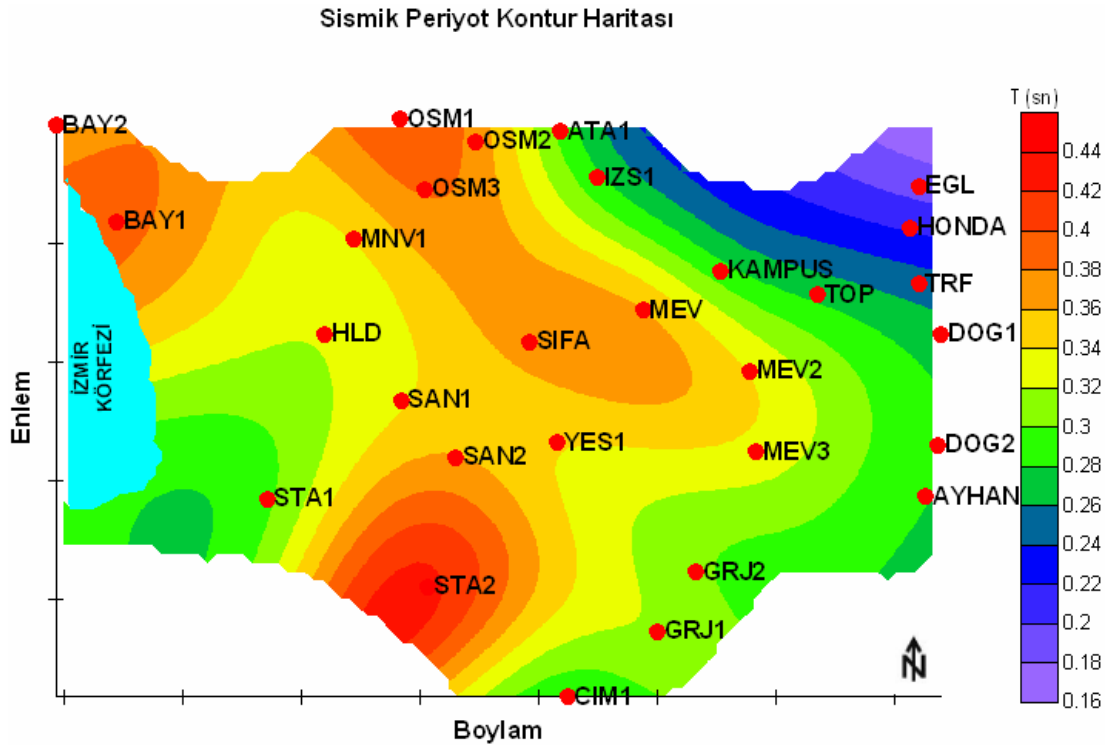 Sismik Periyot Kontur Haritası
T (sn)
BAY2
OSM1
OSM2
ATA1
0.44
IZS1
0.42
EGL
OSM3
BAY1
0.4
HONDA
MNV1
0.38
KAMPUS
TRF
TOP
0.36
MEV
HLD
SIFA
DOG1
0.34
İZMİR
KÖRFEZİ
MEV2
0.32
SAN1
Enlem
0.3
YES1
DOG2
SAN2
MEV3
0.28
STA1
AYHAN
0.26
0.24
GRJ2
STA2
0.22
GRJ1
0.2
N
0.18
CIM1
0.16
Boylam